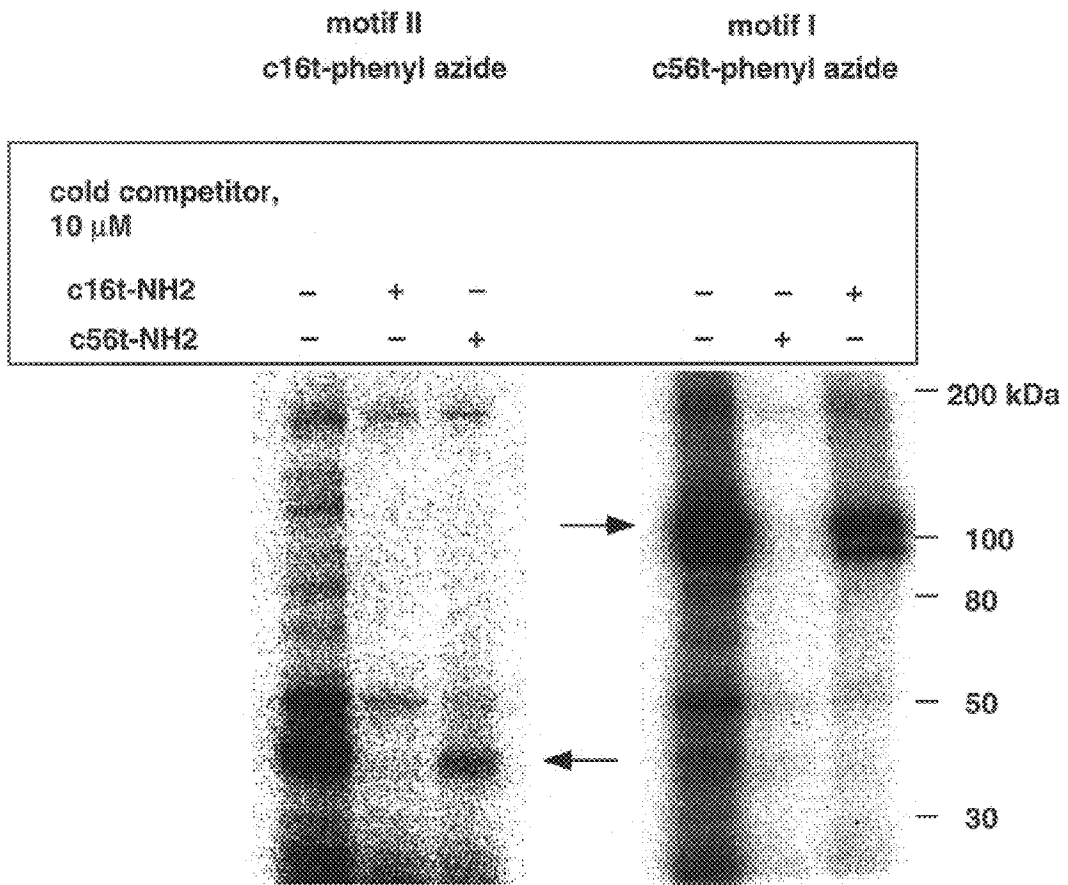 motif II motif I
c16t-phenyl azide c56t-phenyl azide
cold competitor,
10 µM
c16t-NH2 – + – – – +
c56t-NH2 – – + – + –
200 kDa
100
80
50
30